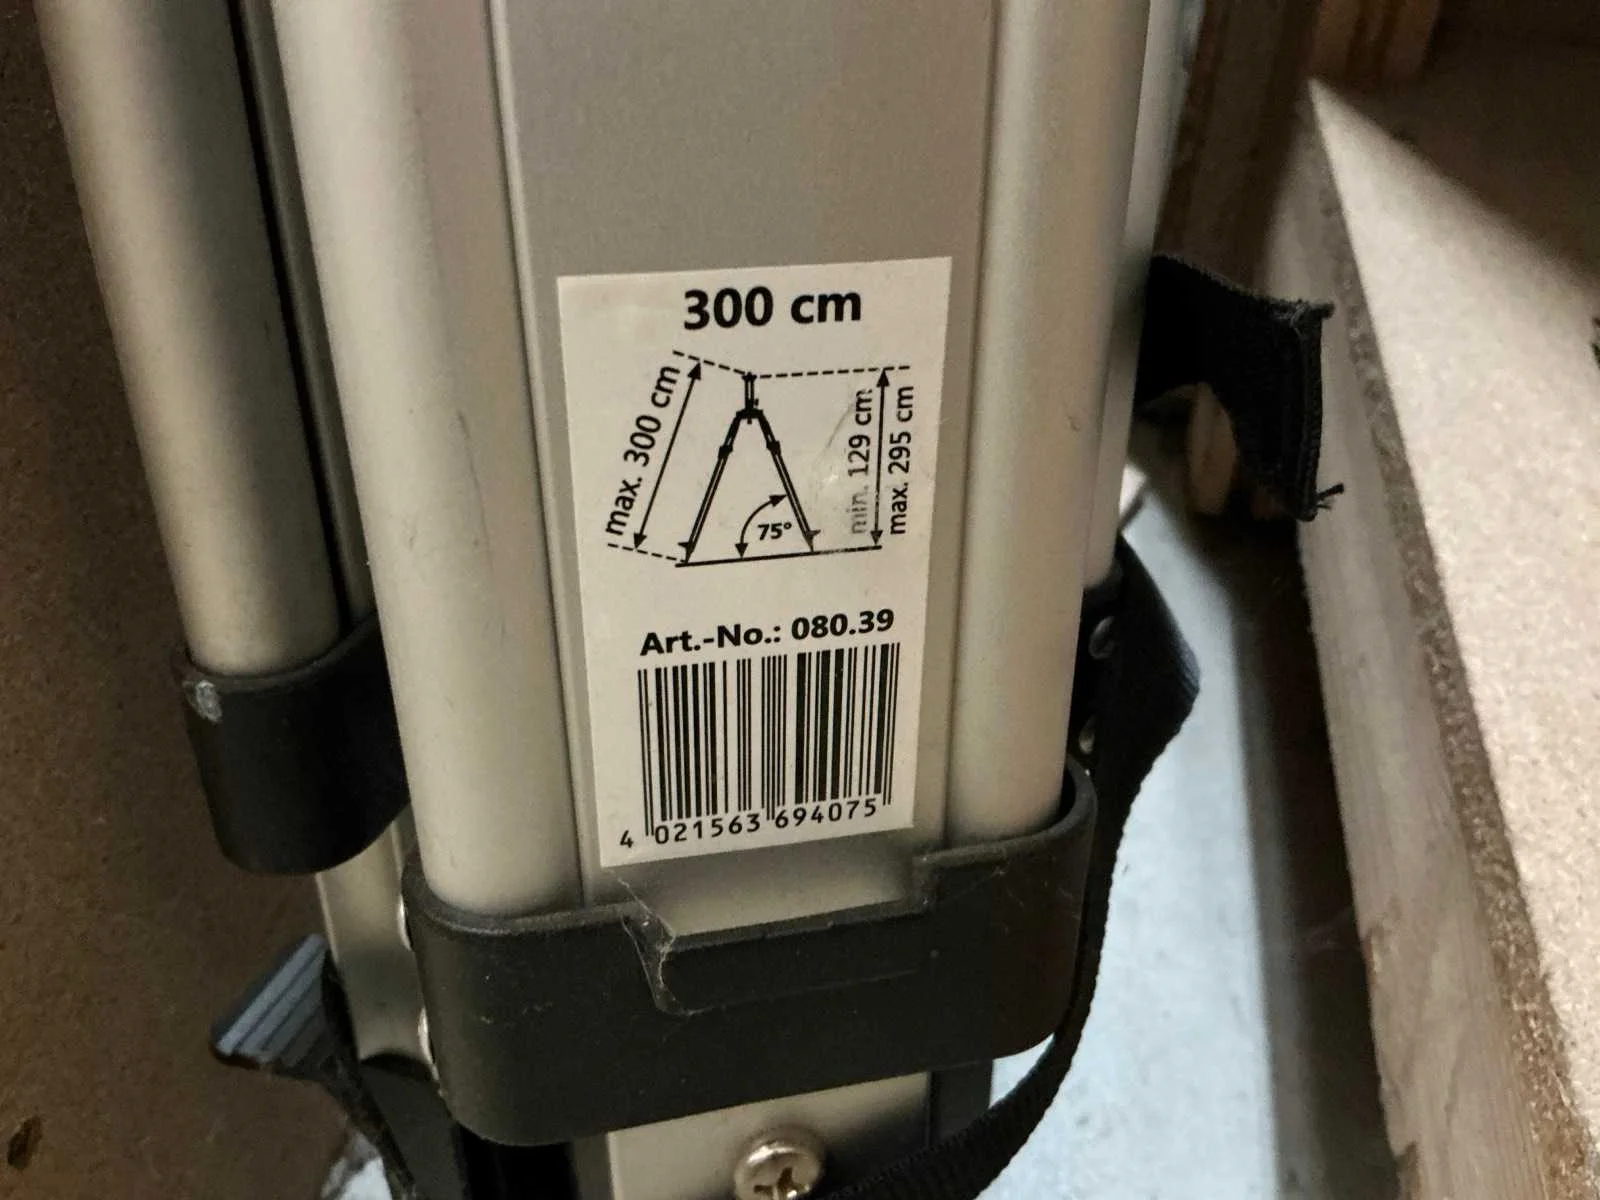 300 cm
max. 300 cm
min. 129 cm
max. 295 cm
75°
Art.-No.: 080.39
4 021563 694075